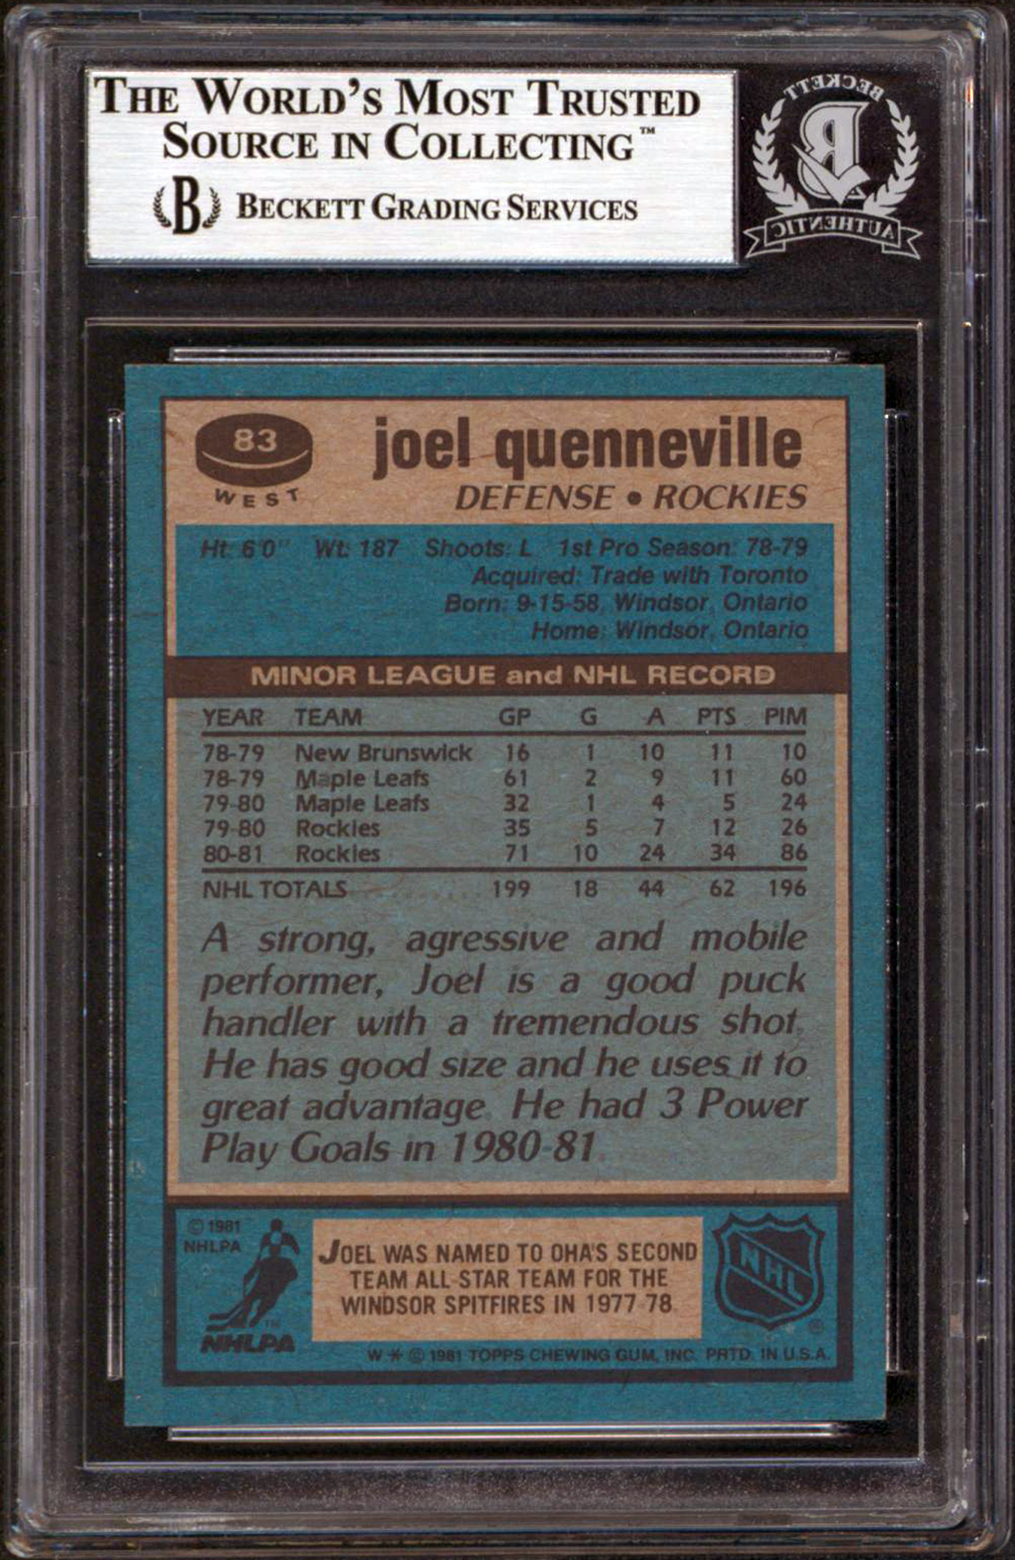 THE WORLD'S MOST TRUSTED
SOURCE IN COLLECTING™
B BECKETT GRADING SERVICES
BECKETT
B
AUTHENTIC
83
WEST
joel quenneville
DEFENSE • ROCKIES
Ht: 6'0" Wt: 187 Shoots: L 1st Pro Season: 78-79
Acquired: Trade with Toronto
Born: 9-15-58, Windsor, Ontario
Home: Windsor, Ontario
MINOR LEAGUE and NHL RECORD
YEAR TEAM GP G A PTS PIM
78-79 New Brunswick 16 1 10 11 10
78-79 Maple Leafs 61 2 9 11 60
79-80 Maple Leafs 32 1 4 5 24
79-80 Rockies 35 5 7 12 26
80-81 Rockies 71 10 24 34 86
NHL TOTALS 199 18 44 62 196
A strong, agressive and mobile
performer, Joel is a good puck
handler with a tremendous shot.
He has good size and he uses it to
great advantage. He had 3 Power
Play Goals in 1980-81.
© 1981
NHLPA
TM
NHLPA
JOEL WAS NAMED TO OHA'S SECOND
TEAM ALL-STAR TEAM FOR THE
WINDSOR SPITFIRES IN 1977-78.
NHL
®
W * © 1981 TOPPS CHEWING GUM, INC. PRTD. IN U.S.A.